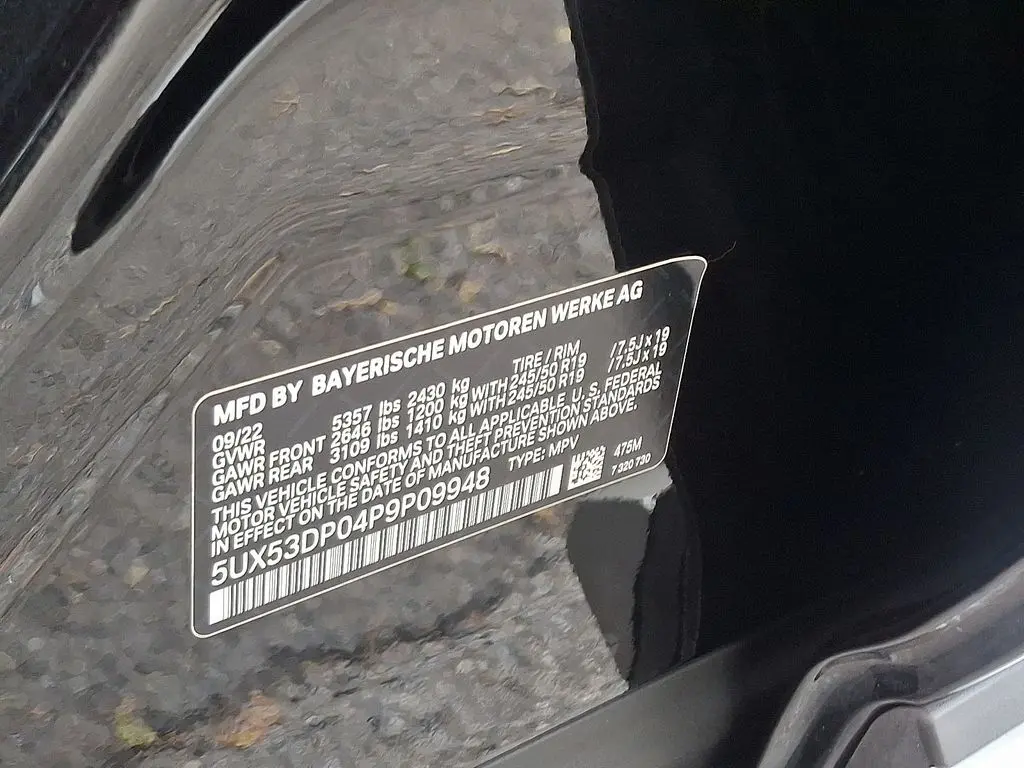 MFD BY BAYERISCHE MOTOREN WERKE AG
09/22 TIRE / RIM
GVWR 5357 lbs 2430 kg
GAWR FRONT 2646 lbs 1200 kg WITH 245/50 R19 /7.5J x 19
GAWR REAR 3109 lbs 1410 kg WITH 245/50 R19 /7.5J x 19
THIS VEHICLE CONFORMS TO ALL APPLICABLE U.S. FEDERAL
MOTOR VEHICLE SAFETY AND THEFT PREVENTION STANDARDS
IN EFFECT ON THE DATE OF MANUFACTURE SHOWN ABOVE.
5UX53DP04P9P09948 TYPE: MPV 475M
7 320 730